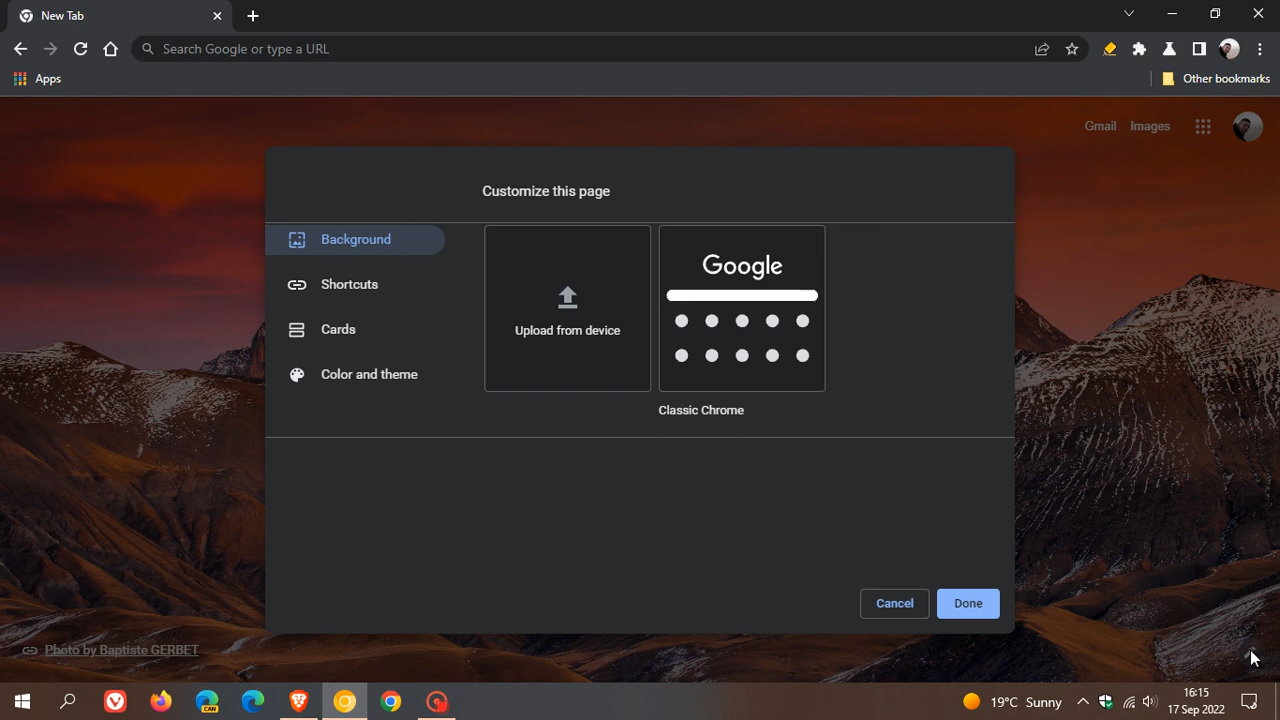 New Tab
Search Google or type a URL
Apps
Other bookmarks
Gmail Images
Customize this page
Background
Shortcuts
Cards
Color and theme
Upload from device
Google
Classic Chrome
Cancel
Done
Photo by Baptiste GERBET
CAN
19°C Sunny
16:15
17 Sep 2022